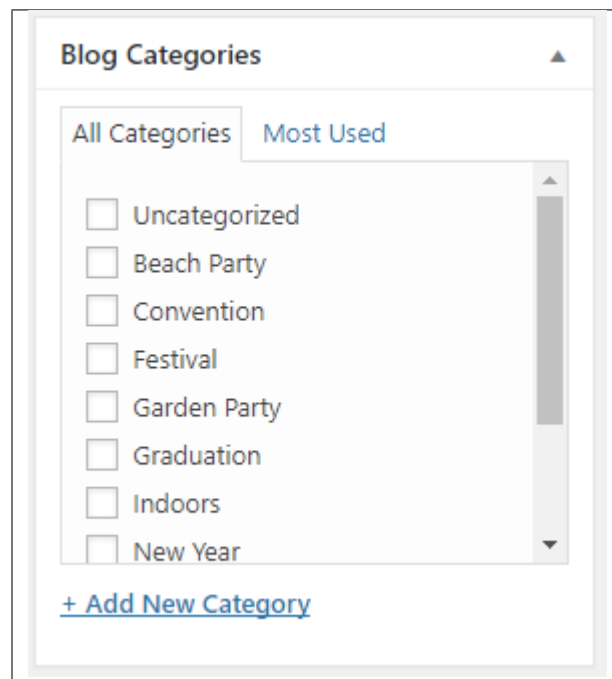 Blog Categories
All Categories Most Used
Uncategorized
Beach Party
Convention
Festival
Garden Party
Graduation
Indoors
New Year
+ Add New Category